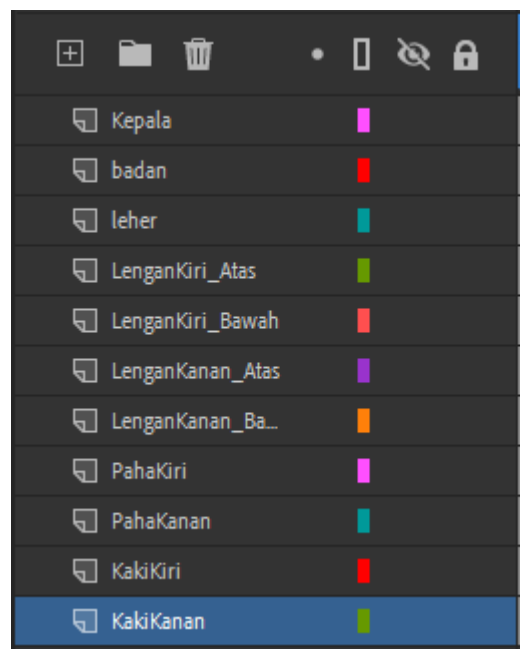 Kepala
badan
leher
LenganKiri_Atas
LenganKiri_Bawah
LenganKanan_Atas
LenganKanan_Ba...
PahaKiri
PahaKanan
KakiKiri
KakiKanan